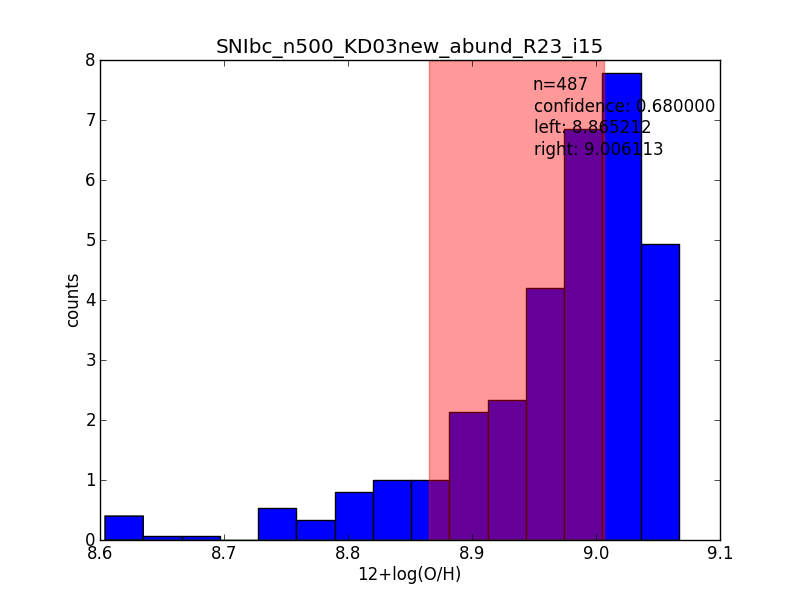 SNIbc_n500_KD03new_abund_R23_i15
8
7
6
5
4
3
2
1
0
counts
n=487
confidence: 0.680000
left: 8.865212
right: 9.006113
8.6 8.7 8.8 8.9 9.0 9.1
12+log(O/H)